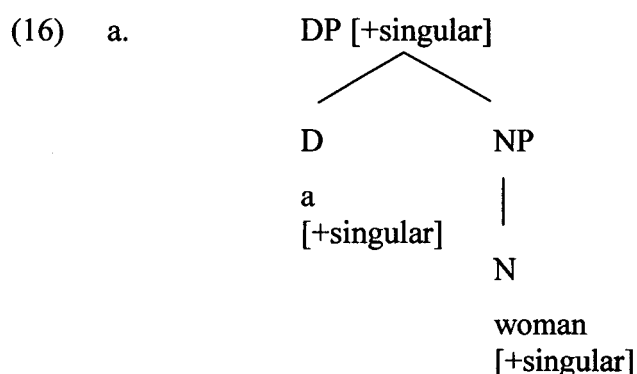 (16) a. DP [+singular]
D NP
a
[+singular]
N
woman
[+singular]